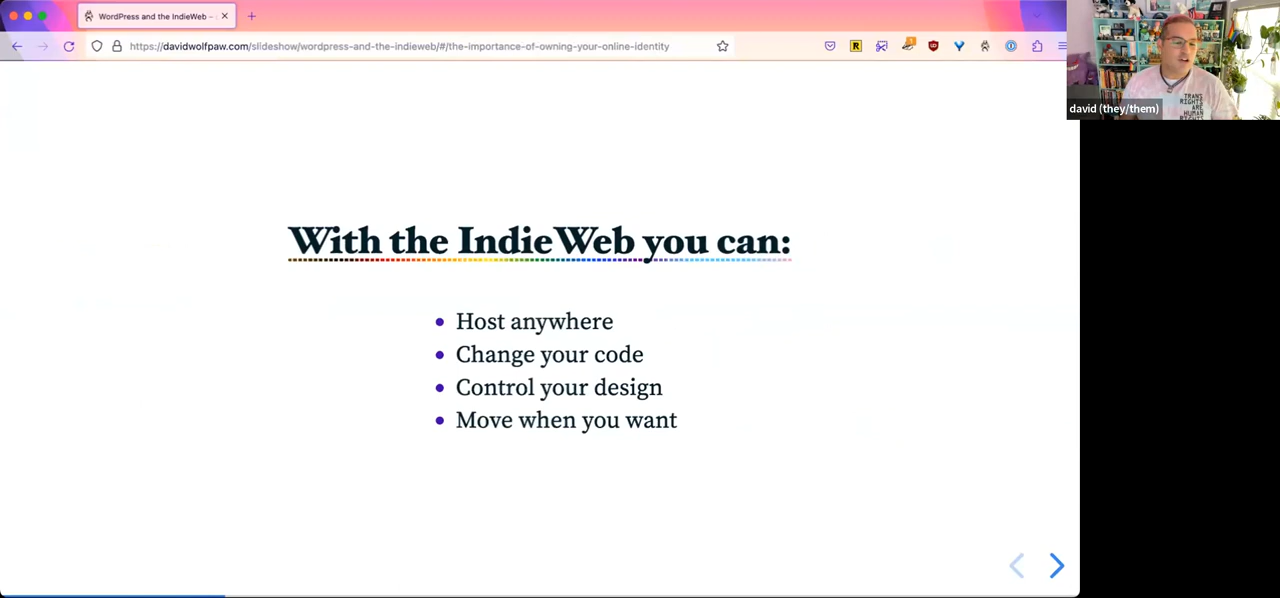 WordPress and the IndieWeb –
https://davidwolfpaw.com/slideshow/wordpress-and-the-indieweb/#/the-importance-of-owning-your-online-identity
R
david (they/them)
TRANS
RIGHTS
ARE
HUMAN
RIGHTS
With the IndieWeb you can:
Host anywhere
Change your code
Control your design
Move when you want